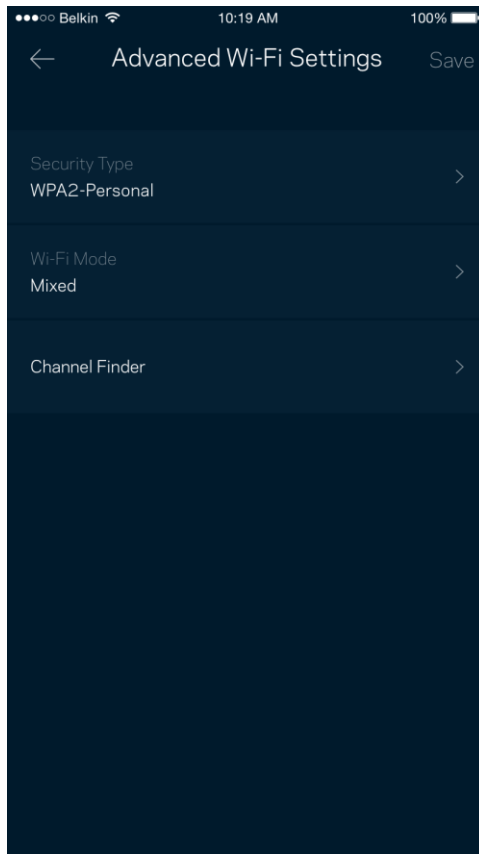 Belkin 10:19 AM 100%
Advanced Wi-Fi Settings Save
Security Type
WPA2-Personal
Wi-Fi Mode
Mixed
Channel Finder